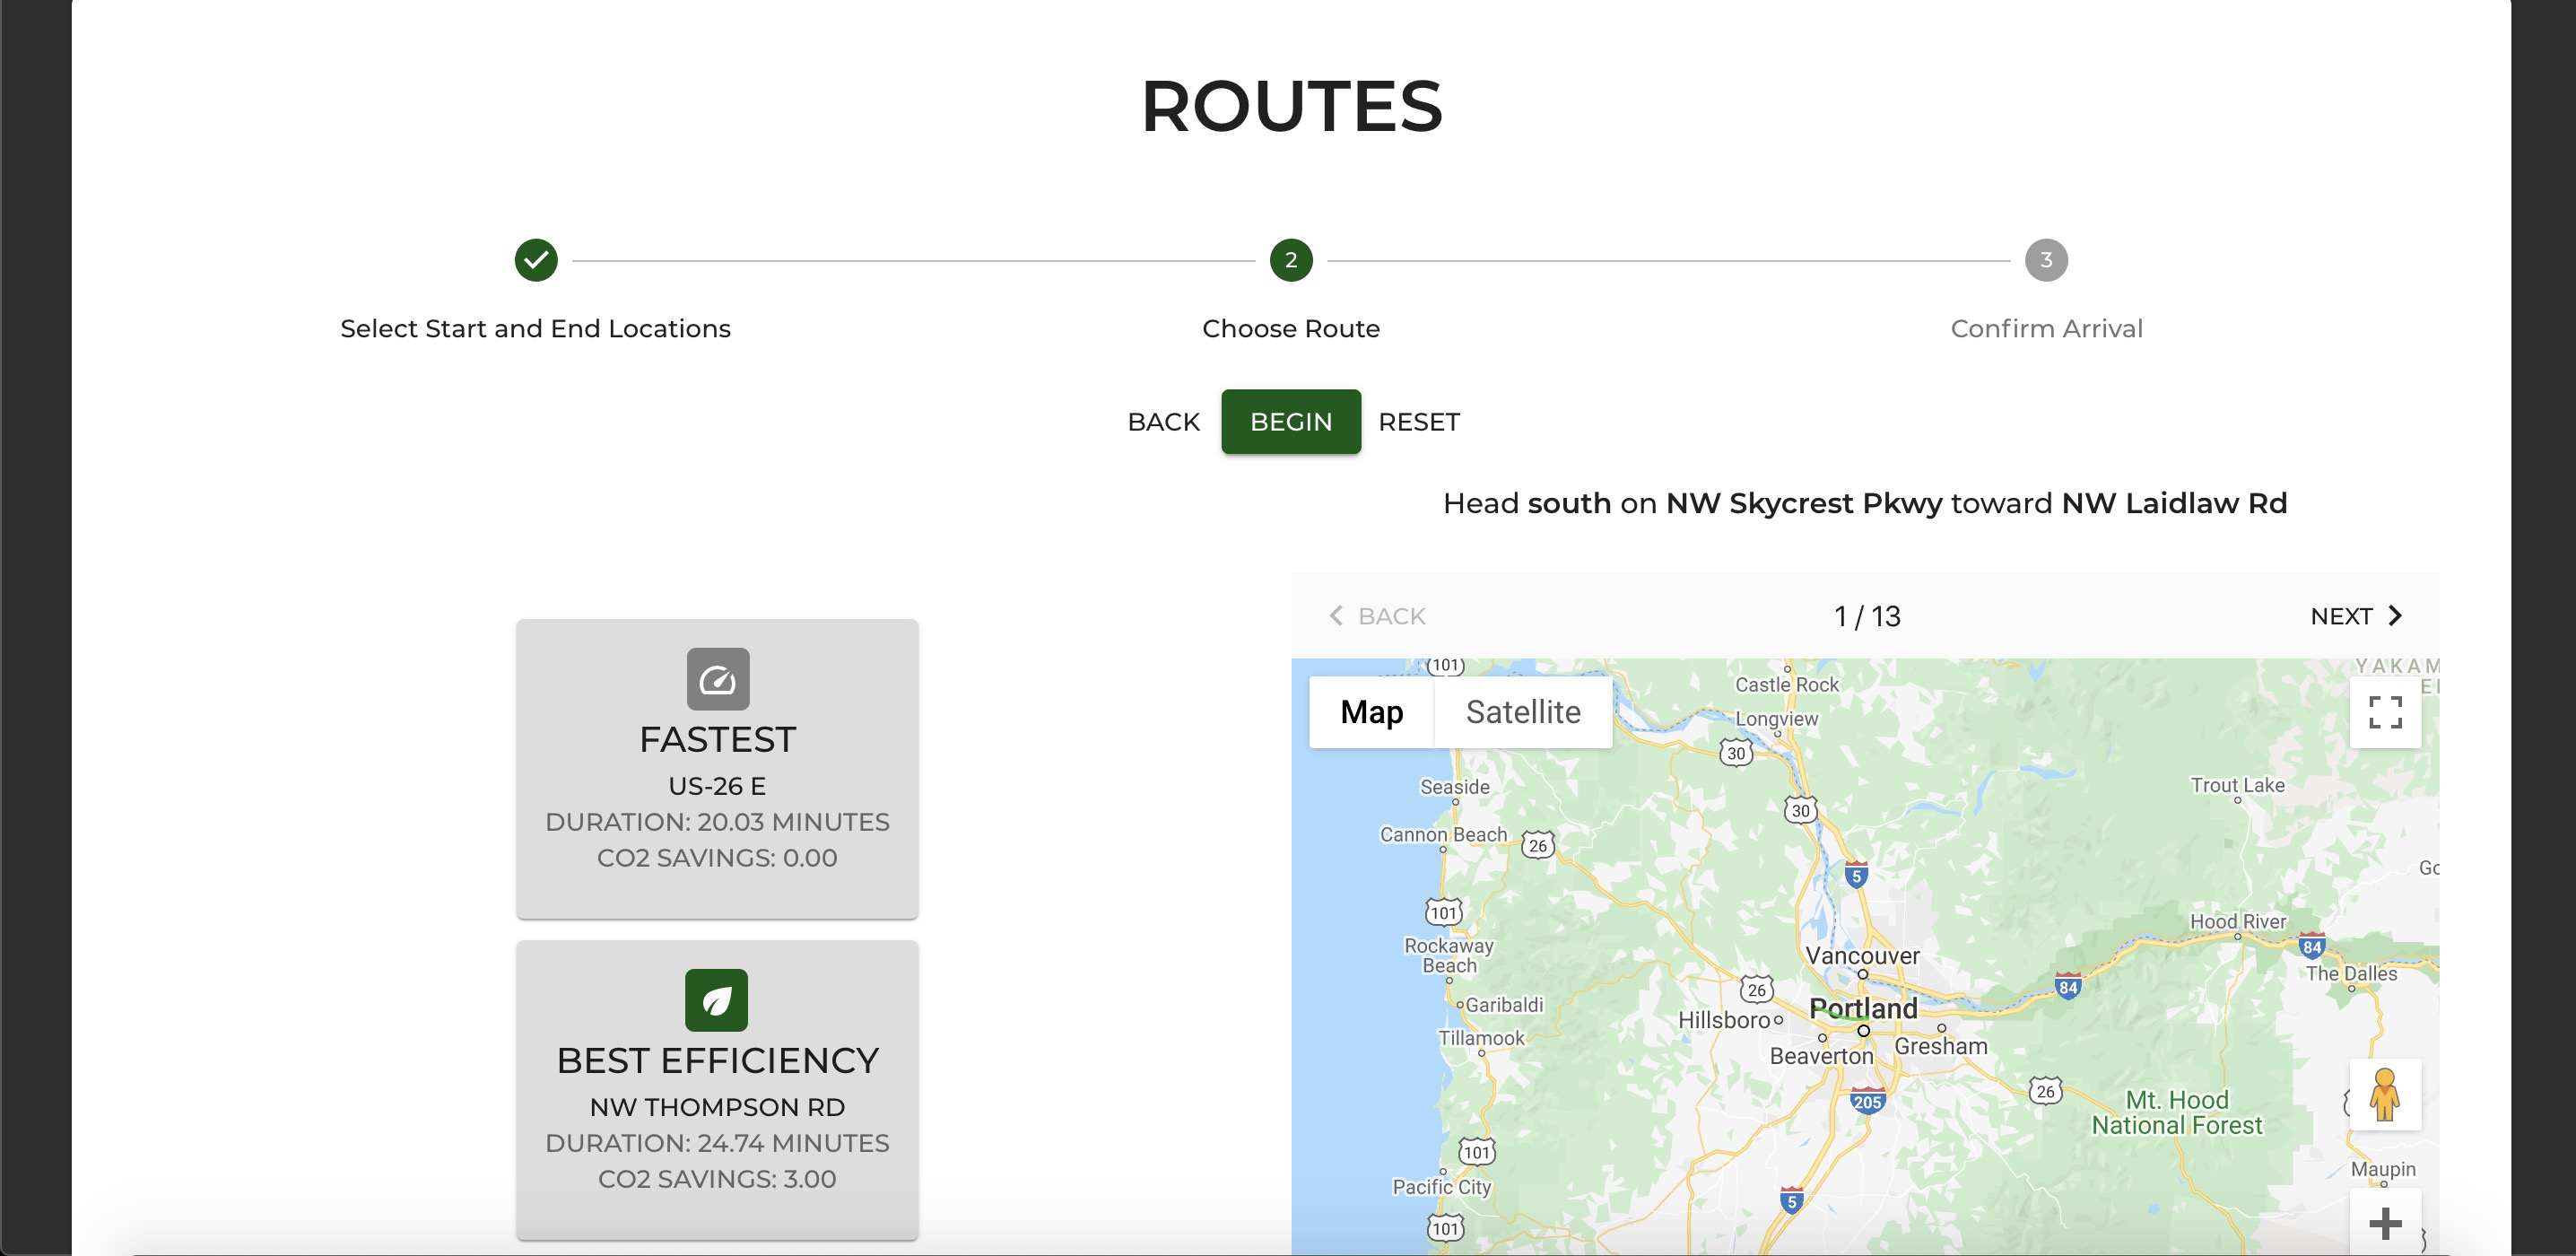 ROUTES
2
3
Select Start and End Locations
Choose Route
Confirm Arrival
BACK
BEGIN
RESET
Head south on NW Skycrest Pkwy toward NW Laidlaw Rd
BACK
1 / 13
NEXT
FASTEST
US-26 E
DURATION: 20.03 MINUTES
CO2 SAVINGS: 0.00
BEST EFFICIENCY
NW THOMPSON RD
DURATION: 24.74 MINUTES
CO2 SAVINGS: 3.00
Map
Satellite
101
Castle Rock
Longview
30
Seaside
30
Trout Lake
Cannon Beach
26
5
101
Hood River
84
Rockaway
Beach
Vancouver
The Dalles
26
84
Garibaldi
Portland
Hillsboro
Tillamook
Beaverton
Gresham
205
26
Mt. Hood
National Forest
101
Maupin
Pacific City
5
101